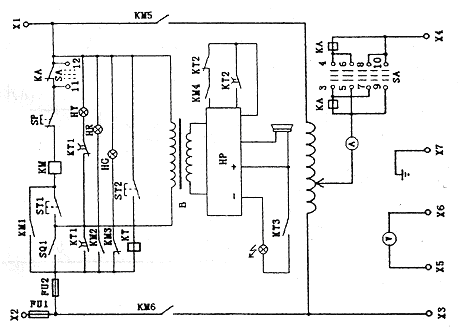 X1
KM5
X4
KA
KA
SA
12
11
KT2
KM4
KT2
4
6
8
10
3
5
7
9
SA
KA
SP
HY
HR
KT1
HG
KM
ST1
ST2
B
HP
+
-
A
X7
KM1
SQ1
KT1
KM2
KM3
KT
KT3
X6
V
X5
FU2
FU1
X2
KM6
X3